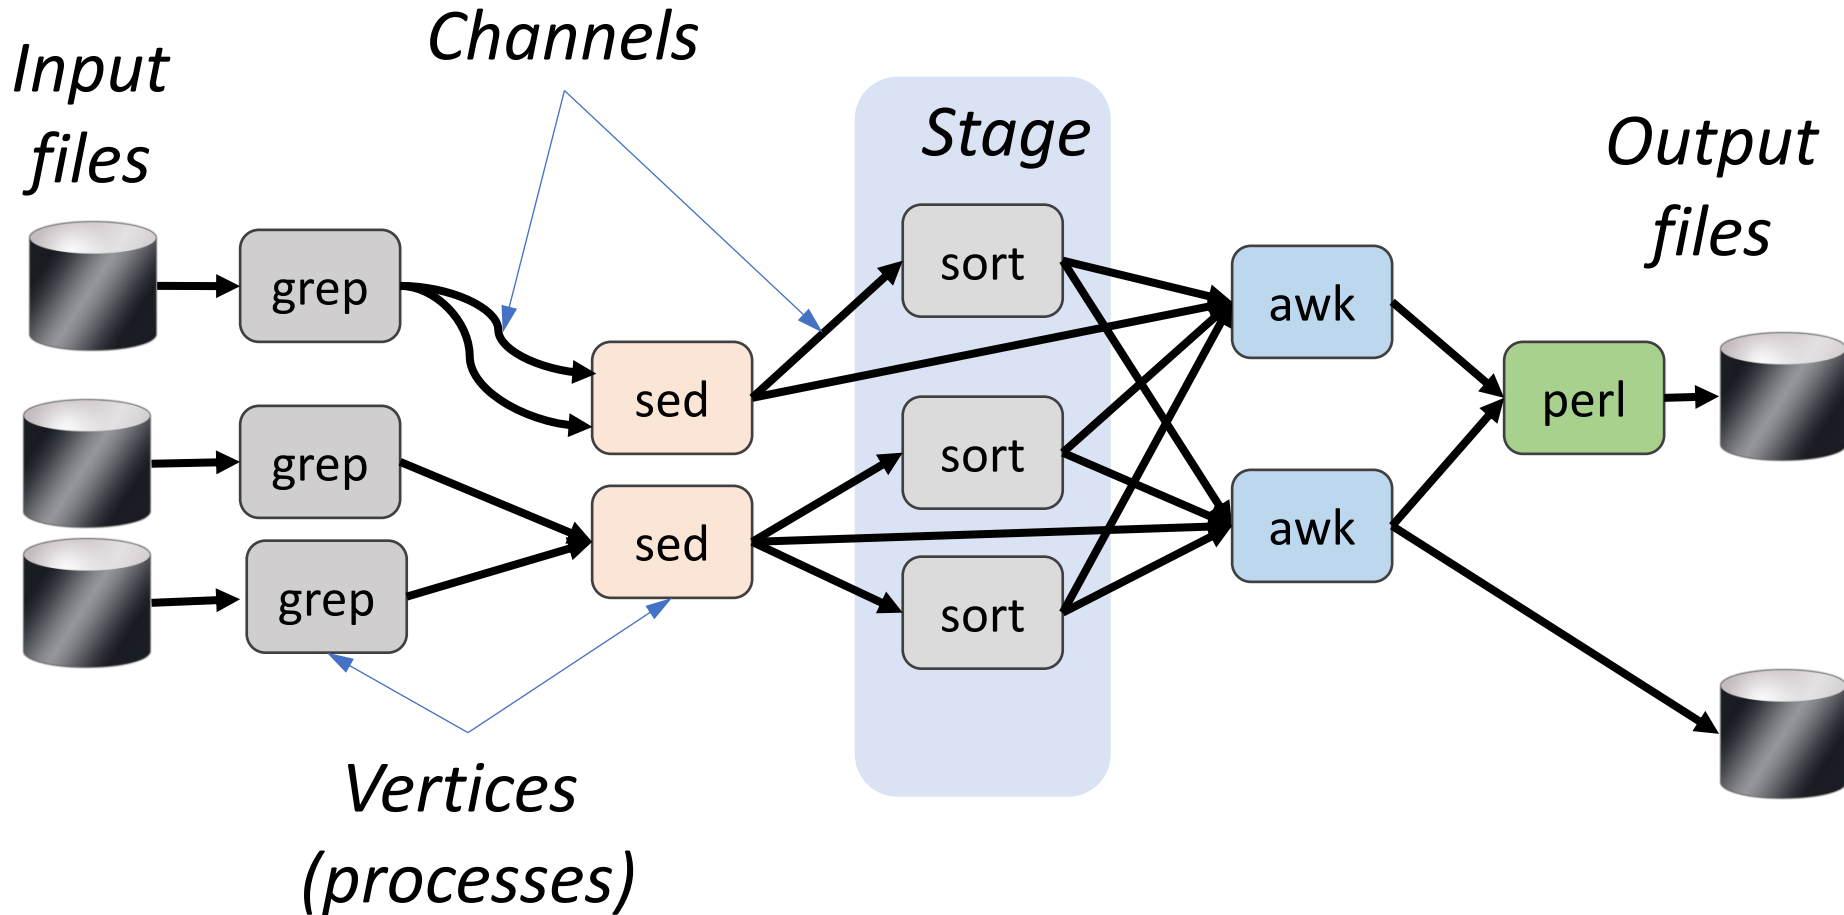 Channels
Input
files
Stage
Output
files
grep
sort
awk
sed
perl
grep
sort
sed
awk
grep
sort
Vertices
(processes)